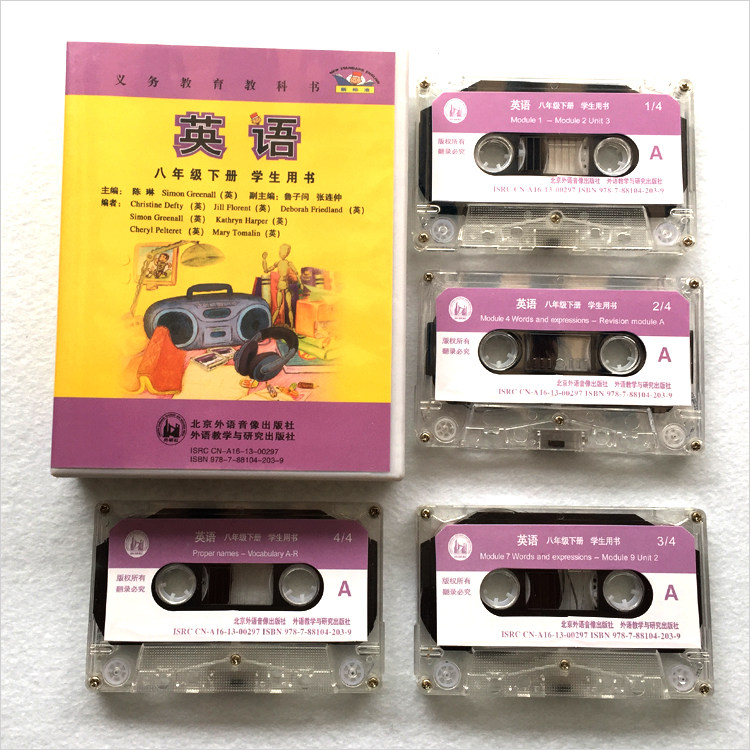 NEW STANDARD ENGLISH
新标准
义务教育教科书
英语
八年级下册 学生用书
主编: 陈琳 Simon Greenall (英) 副主编: 鲁子问 张连仲
编者: Christine Defty (英) Jill Florent (英) Deborah Friedland (英)
Simon Greenall (英) Kathryn Harper (英)
Cheryl Pelteret (英) Mary Tomalin (英)
北京外语音像出版社
外语教学与研究出版社
ISRC CN-A16-13-00297
ISBN 978-7-88104-203-9
英语 八年级下册 学生用书 1/4
Module 1 – Module 2 Unit 3
版权所有
翻录必究
A
北京外语音像出版社 外语教学与研究出版社
ISRC CN-A16-13-00297 ISBN 978-7-88104-203-9
英语 八年级下册 学生用书 2/4
Module 4 Words and expressions – Revision module A
版权所有
翻录必究
A
北京外语音像出版社 外语教学与研究出版社
ISRC CN-A16-13-00297 ISBN 978-7-88104-203-9
英语 八年级下册 学生用书 4/4
Proper names – Vocabulary A-R
版权所有
翻录必究
A
北京外语音像出版社 外语教学与研究出版社
ISRC CN-A16-13-00297 ISBN 978-7-88104-203-9
英语 八年级下册 学生用书 3/4
Module 7 Words and expressions – Module 9 Unit 2
版权所有
翻录必究
A
北京外语音像出版社 外语教学与研究出版社
ISRC CN-A16-13-00297 ISBN 978-7-88104-203-9